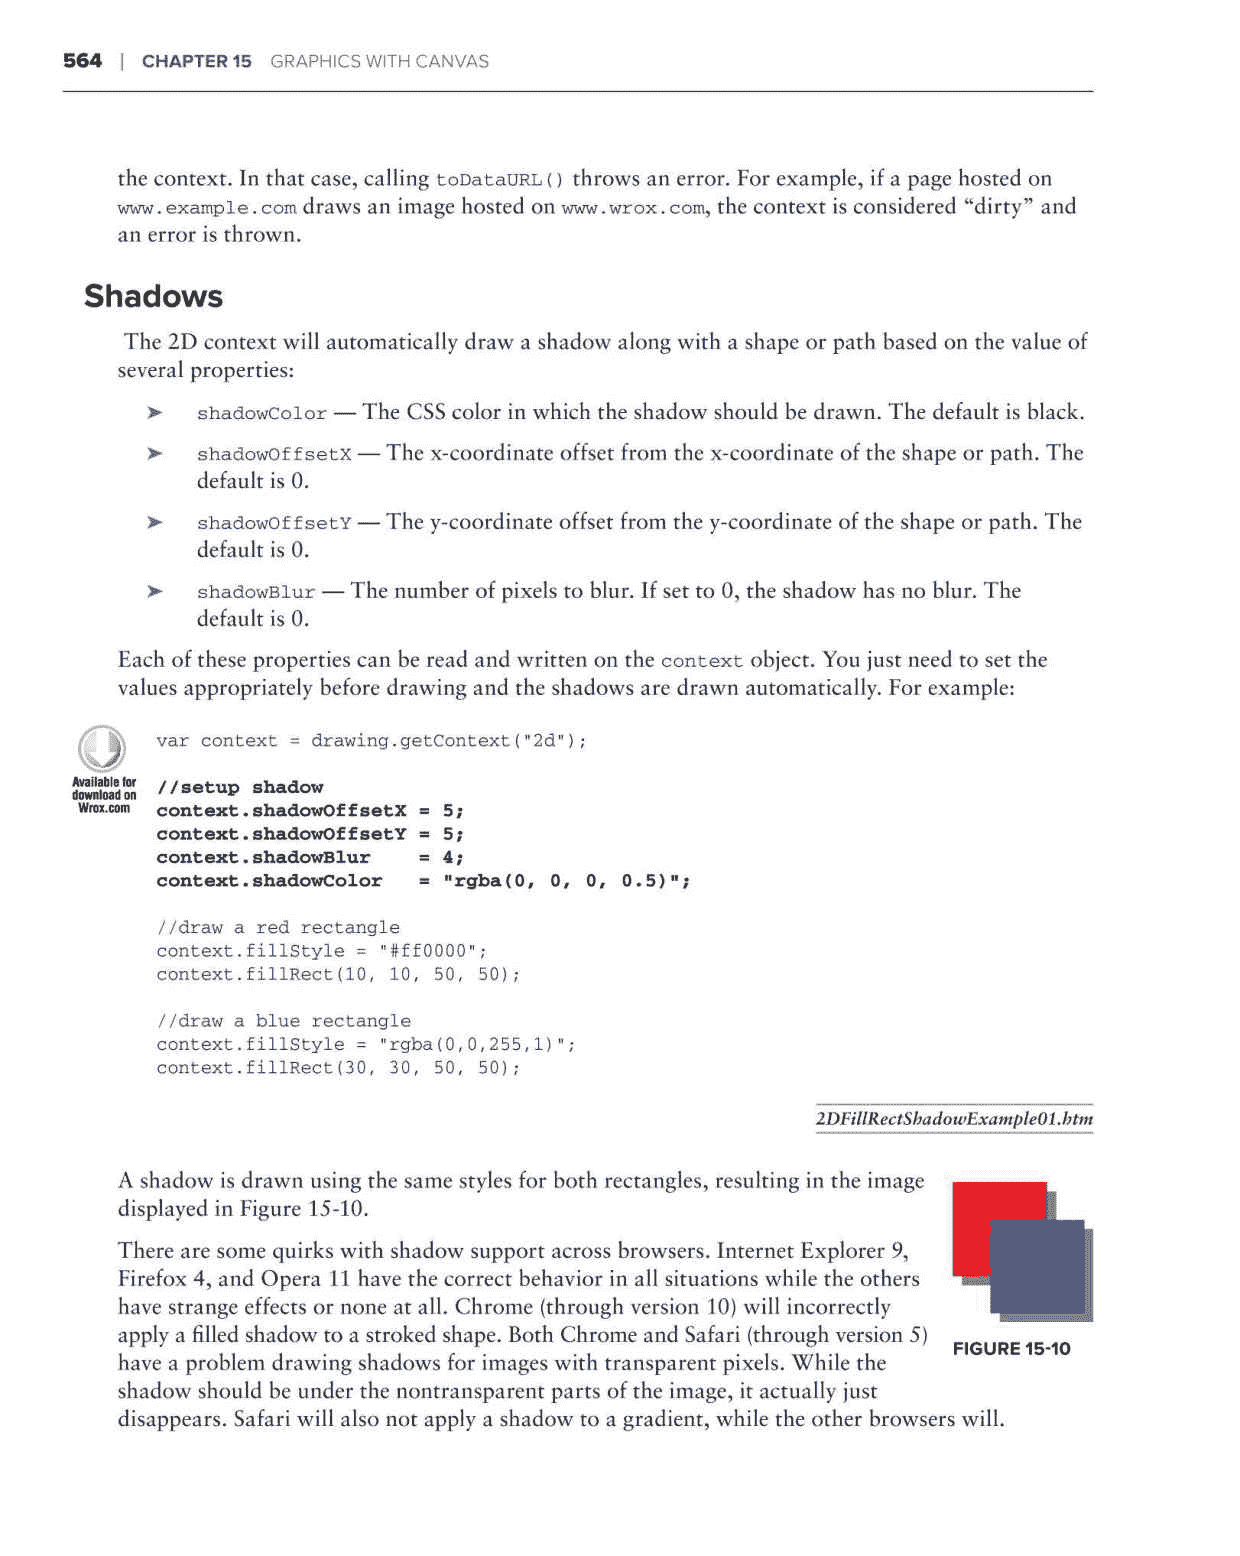 564 | CHAPTER 15 GRAPHICS WITH CANVAS
the context. In that case, calling toDataURL() throws an error. For example, if a page hosted on
www.example.com draws an image hosted on www.wrox.com, the context is considered “dirty” and
an error is thrown.
Shadows
The 2D context will automatically draw a shadow along with a shape or path based on the value of
several properties:
➤ shadowColor — The CSS color in which the shadow should be drawn. The default is black.
➤ shadowOffsetX — The x-coordinate offset from the x-coordinate of the shape or path. The
default is 0.
➤ shadowOffsetY — The y-coordinate offset from the y-coordinate of the shape or path. The
default is 0.
➤ shadowBlur — The number of pixels to blur. If set to 0, the shadow has no blur. The
default is 0.
Each of these properties can be read and written on the context object. You just need to set the
values appropriately before drawing and the shadows are drawn automatically. For example:
var context = drawing.getContext("2d");
Available for
download on
Wrox.com
//setup shadow
context.shadowOffsetX = 5;
context.shadowOffsetY = 5;
context.shadowBlur    = 4;
context.shadowColor   = "rgba(0, 0, 0, 0.5)";
//draw a red rectangle
context.fillStyle = "#ff0000";
context.fillRect(10, 10, 50, 50);
//draw a blue rectangle
context.fillStyle = "rgba(0,0,255,1)";
context.fillRect(30, 30, 50, 50);
2DFillRectShadowExample01.htm
A shadow is drawn using the same styles for both rectangles, resulting in the image
displayed in Figure 15-10.
There are some quirks with shadow support across browsers. Internet Explorer 9,
Firefox 4, and Opera 11 have the correct behavior in all situations while the others
have strange effects or none at all. Chrome (through version 10) will incorrectly
apply a filled shadow to a stroked shape. Both Chrome and Safari (through version 5)
have a problem drawing shadows for images with transparent pixels. While the
shadow should be under the nontransparent parts of the image, it actually just
disappears. Safari will also not apply a shadow to a gradient, while the other browsers will.
FIGURE 15-10